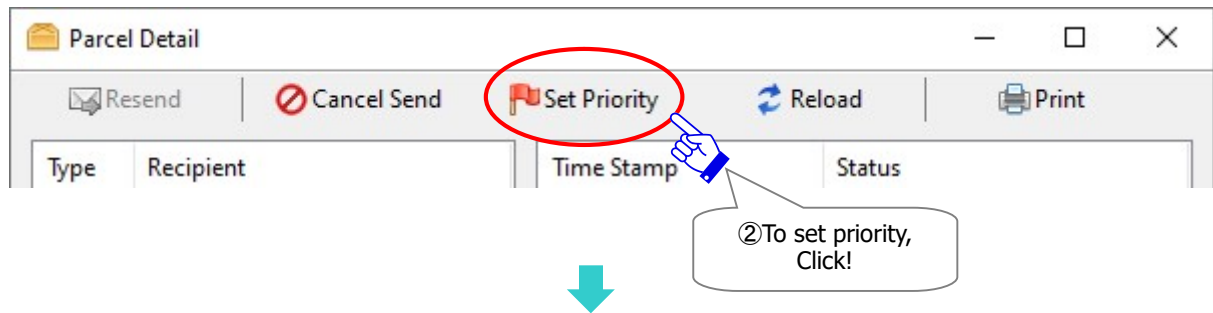 Parcel Detail
Resend Cancel Send Set Priority Reload Print
Type Recipient Time Stamp Status
②To set priority,
Click!